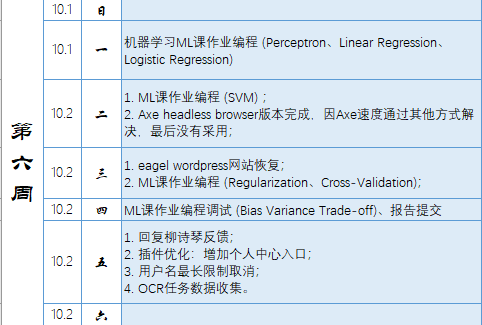 第六周
10.1 日
10.1 一 机器学习ML课作业编程 (Perceptron、Linear Regression、
Logistic Regression)
10.2 二 1. ML课作业编程 (SVM) ;
2. Axe headless browser版本完成，因Axe速度通过其他方式解
决，最后没有采用；
10.2 三 1. eagel wordpress网站恢复；
2. ML课作业编程 (Regularization、Cross-Validation)；
10.2 四 ML课作业编程调试 (Bias Variance Trade-off)、报告提交
10.2 五 1. 回复柳诗琴反馈；
2. 插件优化：增加个人中心入口；
3. 用户名最长限制取消；
4. OCR任务数据收集。
10.2 六